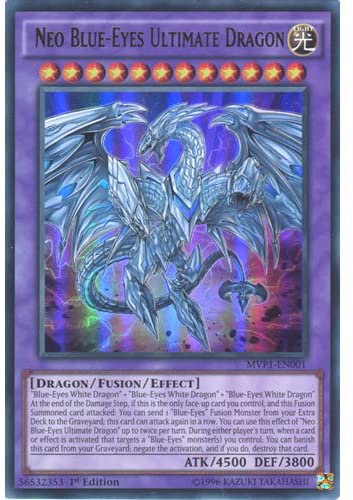 NEO BLUE-EYES ULTIMATE DRAGON
LIGHT
光
MVP1-EN001
[DRAGON/FUSION/EFFECT]
"Blue-Eyes White Dragon" + "Blue-Eyes White Dragon" + "Blue-Eyes White Dragon"
At the end of the Damage Step, if this is the only face-up card you control, and this Fusion
Summoned card attacked: You can send 1 "Blue-Eyes" Fusion Monster from your Extra
Deck to the Graveyard; this card can attack again in a row. You can use this effect of "Neo
Blue-Eyes Ultimate Dragon" up to twice per turn. During either player's turn, when a card
or effect is activated that targets a "Blue-Eyes" monster(s) you control: You can banish
this card from your Graveyard; negate the activation, and if you do, destroy that card.
ATK/4500 DEF/3800
56532353 1st Edition ©1996 KAZUKI TAKAHASHI